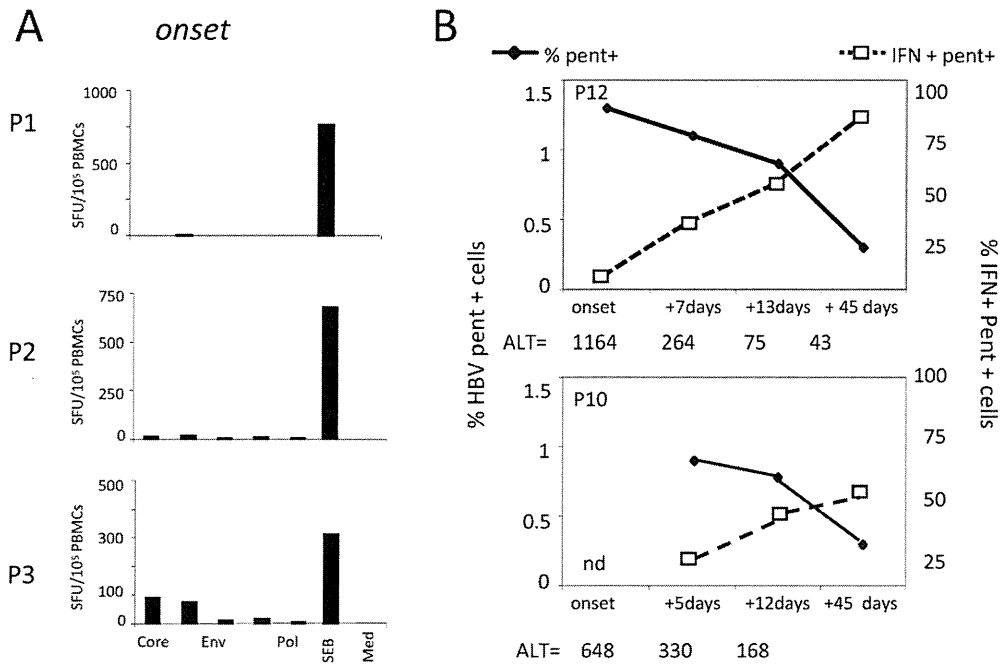 A
onset
B
% pent+
IFN + pent+
P1
SFU/10⁵ PBMCs
1000
500
0
P2
SFU/10⁵ PBMCs
750
500
250
0
P3
SFU/10⁵ PBMCs
500
300
100
0
Core
Env
Pol
SEB
Med
% HBV pent + cells
% IFN+ Pent + cells
P12
1.5
1
0.5
0
100
75
50
25
onset +7days +13days + 45 days
ALT= 1164 264 75 43
P10
1.5
1
0.5
0
100
75
50
25
nd
onset +5days +12days +45 days
ALT= 648 330 168